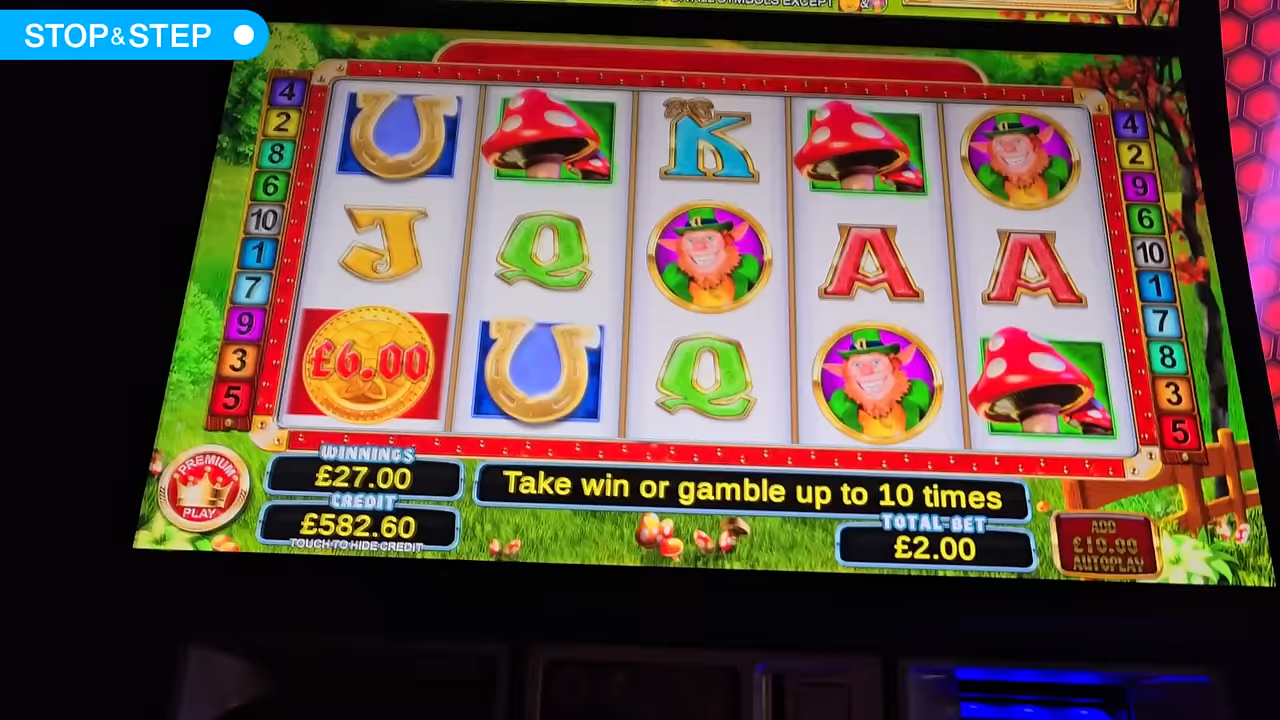 STOP&STEP
SYMBOLS EXCEPT
&
4
2
8
6
10
1
7
9
3
5
K
J
Q
A
A
£6.00
Q
4
2
9
6
10
1
7
8
3
5
PREMIUM
PLAY
WINNINGS
£27.00
CREDIT
£582.60
TOUCH TO HIDE CREDIT
Take win or gamble up to 10 times
TOTAL-BET
£2.00
ADD
£10.00
AUTOPLAY